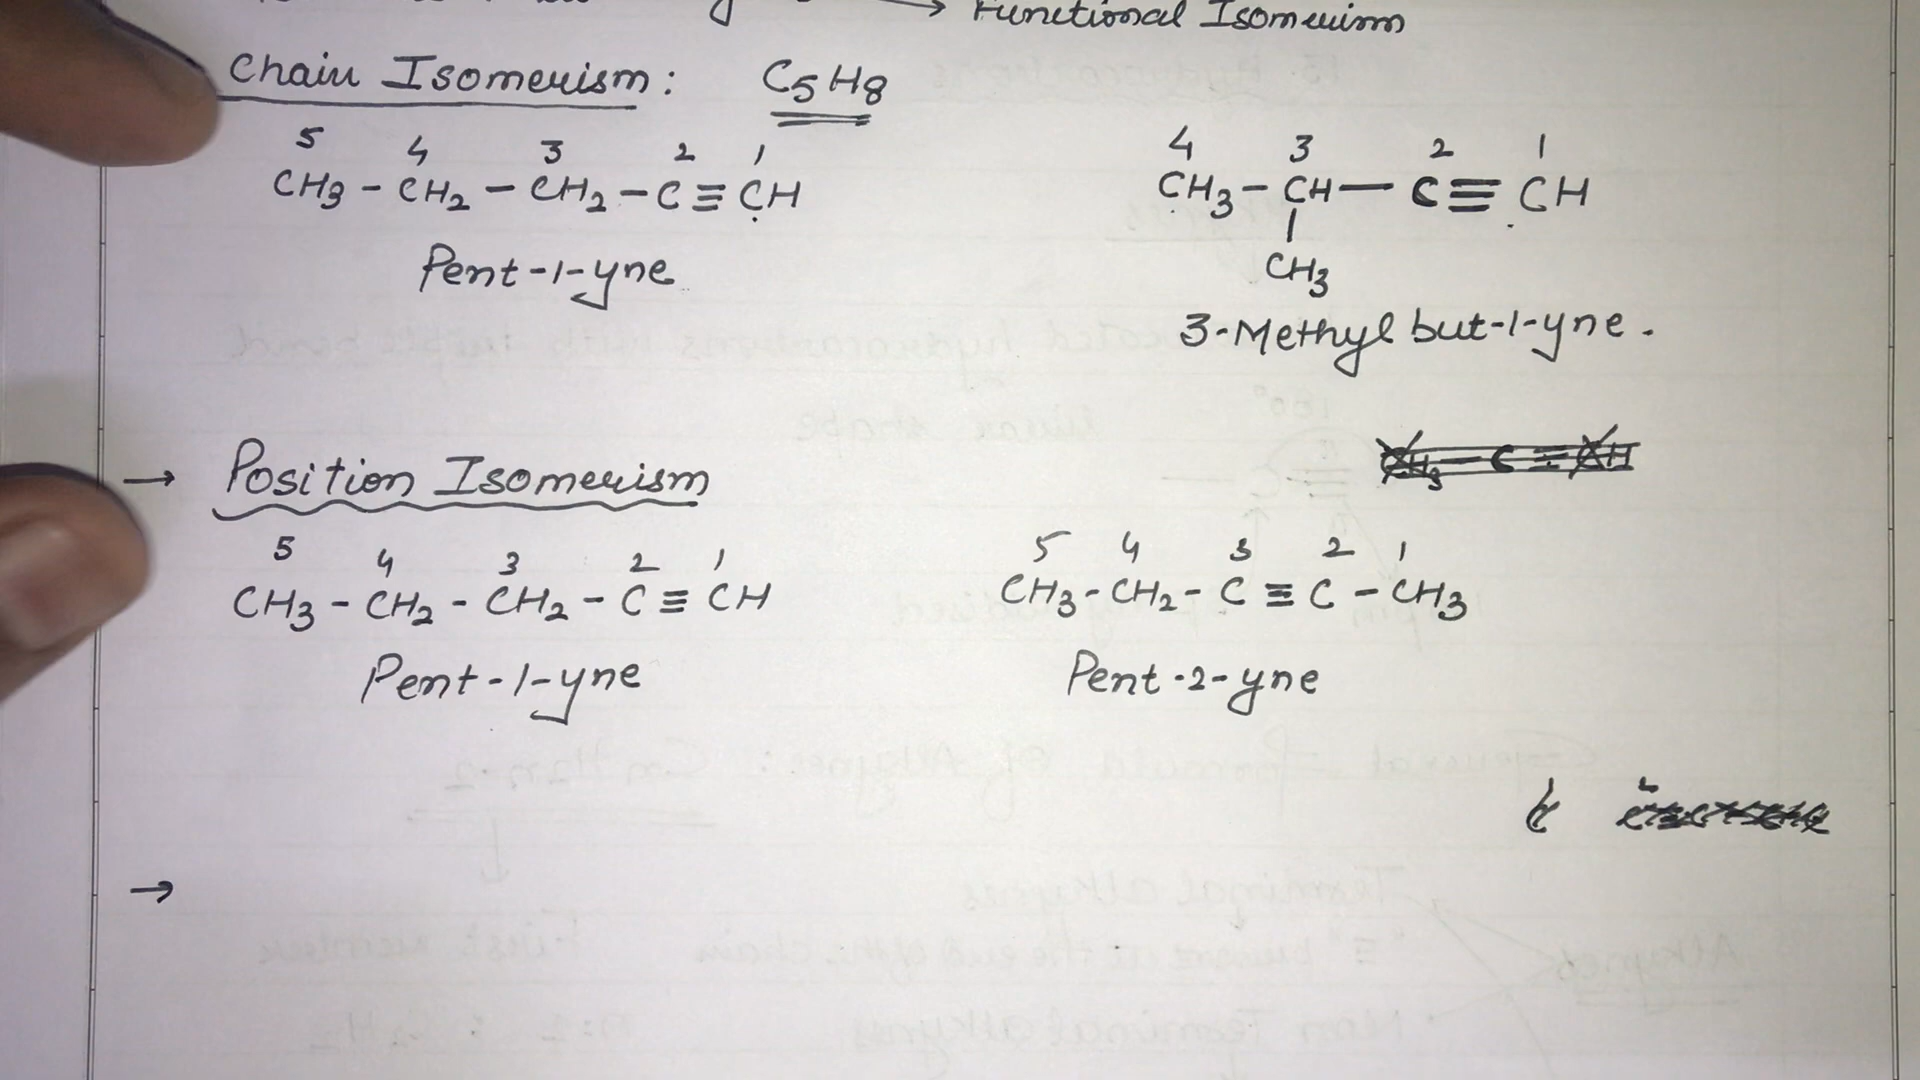 → Functional Isomerism
Chain Isomerism: C5H8
5 4 3 2 1
CH3 - CH2 - CH2 - C ≡ CH
Pent-1-yne
4 3 2 1
CH3 - CH - C ≡ CH
|
CH3
3-Methyl but-1-yne.
→ Position Isomerism
5 4 3 2 1
CH3 - CH2 - CH2 - C ≡ CH
Pent-1-yne
5 4 3 2 1
CH3 - CH2 - C ≡ C - CH3
Pent-2-yne
→